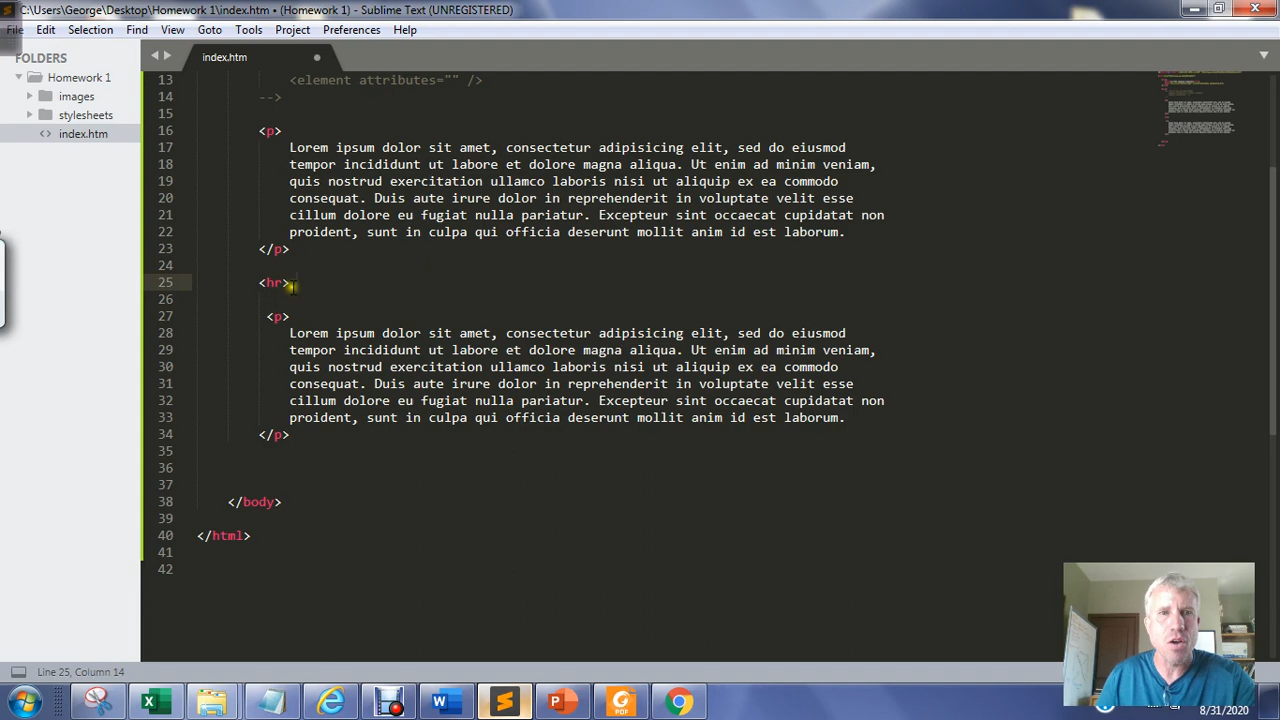 C:\Users\George\Desktop\Homework 1\index.htm • (Homework 1) - Sublime Text (UNREGISTERED)
File Edit Selection Find View Goto Tools Project Preferences Help
FOLDERS
Homework 1
images
stylesheets
<> index.htm
index.htm
13 <element attributes="" />
14 -->
15
16 <p>
17 Lorem ipsum dolor sit amet, consectetur adipisicing elit, sed do eiusmod
18 tempor incididunt ut labore et dolore magna aliqua. Ut enim ad minim veniam,
19 quis nostrud exercitation ullamco laboris nisi ut aliquip ex ea commodo
20 consequat. Duis aute irure dolor in reprehenderit in voluptate velit esse
21 cillum dolore eu fugiat nulla pariatur. Excepteur sint occaecat cupidatat non
22 proident, sunt in culpa qui officia deserunt mollit anim id est laborum.
23 </p>
24
25 <hr>
26
27 <p>
28 Lorem ipsum dolor sit amet, consectetur adipisicing elit, sed do eiusmod
29 tempor incididunt ut labore et dolore magna aliqua. Ut enim ad minim veniam,
30 quis nostrud exercitation ullamco laboris nisi ut aliquip ex ea commodo
31 consequat. Duis aute irure dolor in reprehenderit in voluptate velit esse
32 cillum dolore eu fugiat nulla pariatur. Excepteur sint occaecat cupidatat non
33 proident, sunt in culpa qui officia deserunt mollit anim id est laborum.
34 </p>
35
36
37
38 </body>
39
40 </html>
41
42
Line 25, Column 14
PDF
8/31/2020